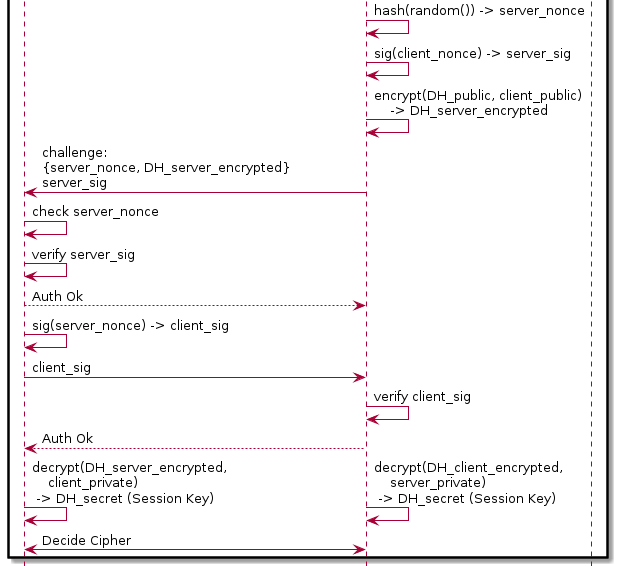 hash(random()) -> server_nonce
sig(client_nonce) -> server_sig
encrypt(DH_public, client_public)
-> DH_server_encrypted
challenge:
{server_nonce, DH_server_encrypted}
server_sig
check server_nonce
verify server_sig
Auth Ok
sig(server_nonce) -> client_sig
client_sig
verify client_sig
Auth Ok
decrypt(DH_server_encrypted,
client_private)
-> DH_secret (Session Key)
decrypt(DH_client_encrypted,
server_private)
-> DH_secret (Session Key)
Decide Cipher